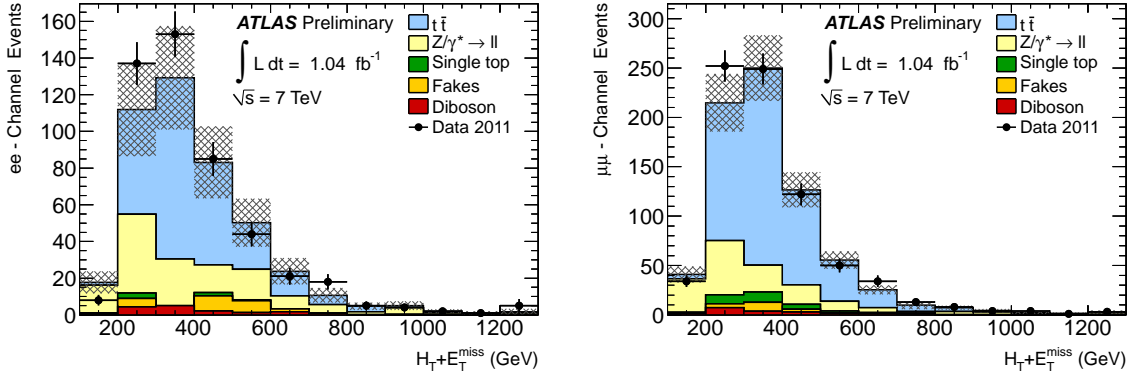 ATLAS Preliminary
∫ L dt = 1.04 fb⁻¹
√s = 7 TeV
t t̄
Z/γ* → ll
Single top
Fakes
Diboson
Data 2011
ee - Channel Events
160
140
120
100
80
60
40
20
0
200 400 600 800 1000 1200
H_T+E_T^miss (GeV)
ATLAS Preliminary
∫ L dt = 1.04 fb⁻¹
√s = 7 TeV
t t̄
Z/γ* → ll
Single top
Fakes
Diboson
Data 2011
μμ - Channel Events
300
250
200
150
100
50
0
200 400 600 800 1000 1200
H_T+E_T^miss (GeV)